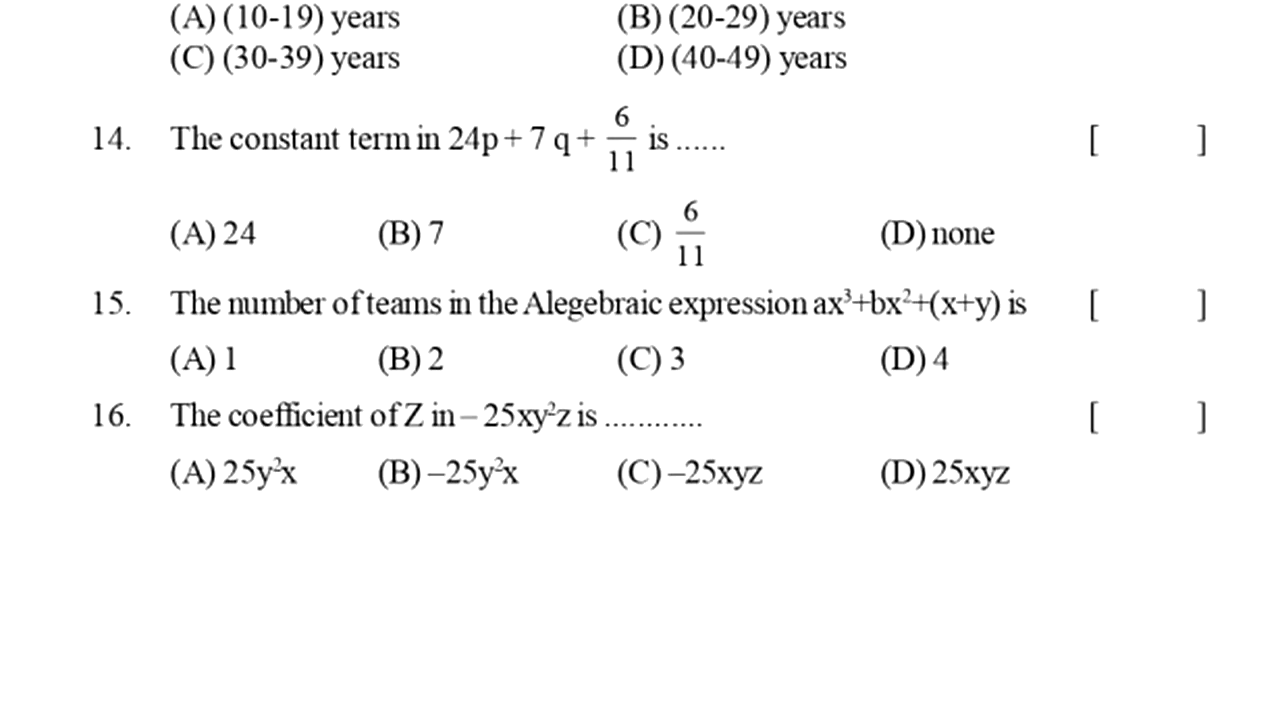 (A) (10-19) years (B) (20-29) years
(C) (30-39) years (D) (40-49) years
14. The constant term in 24p + 7 q + 6/11 is ...... [ ]
(A) 24 (B) 7 (C) 6/11 (D) none
15. The number of teams in the Alegebraic expression ax³+bx²+(x+y) is [ ]
(A) 1 (B) 2 (C) 3 (D) 4
16. The coefficient of Z in – 25xy²z is ............ [ ]
(A) 25y²x (B) –25y²x (C) –25xyz (D) 25xyz